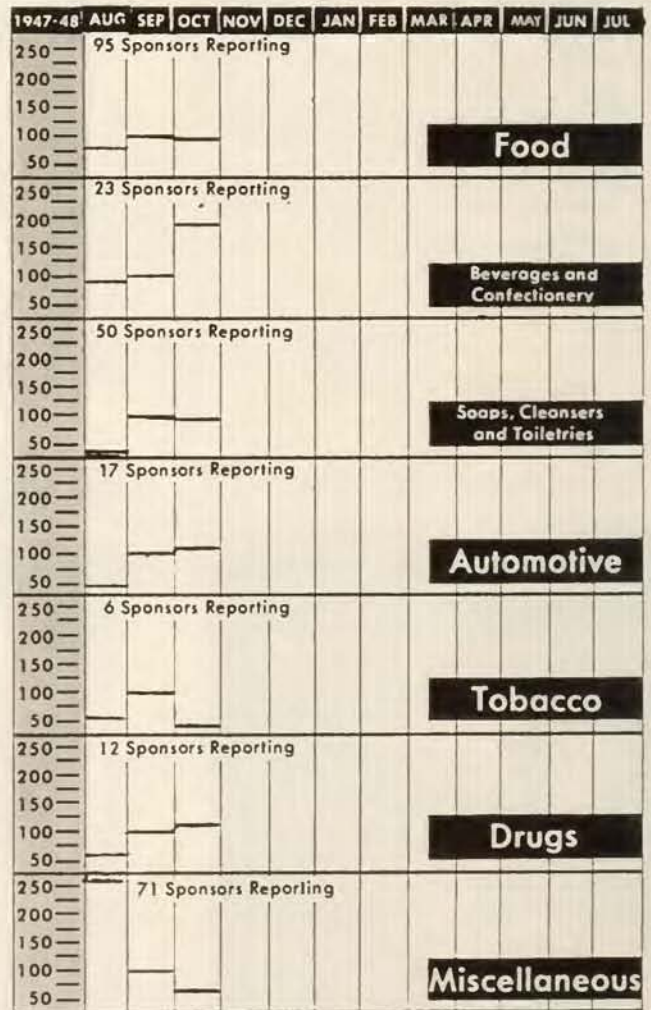 1947-48 AUG SEP OCT NOV DEC JAN FEB MAR APR MAY JUN JUL
95 Sponsors Reporting
250
200
150
100
50
Food
23 Sponsors Reporting
250
200
150
100
50
Beverages and
Confectionery
50 Sponsors Reporting
250
200
150
100
50
Soaps, Cleansers
and Toiletries
17 Sponsors Reporting
250
200
150
100
50
Automotive
6 Sponsors Reporting
250
200
150
100
50
Tobacco
12 Sponsors Reporting
250
200
150
100
50
Drugs
71 Sponsors Reporting
250
200
150
100
50
Miscellaneous